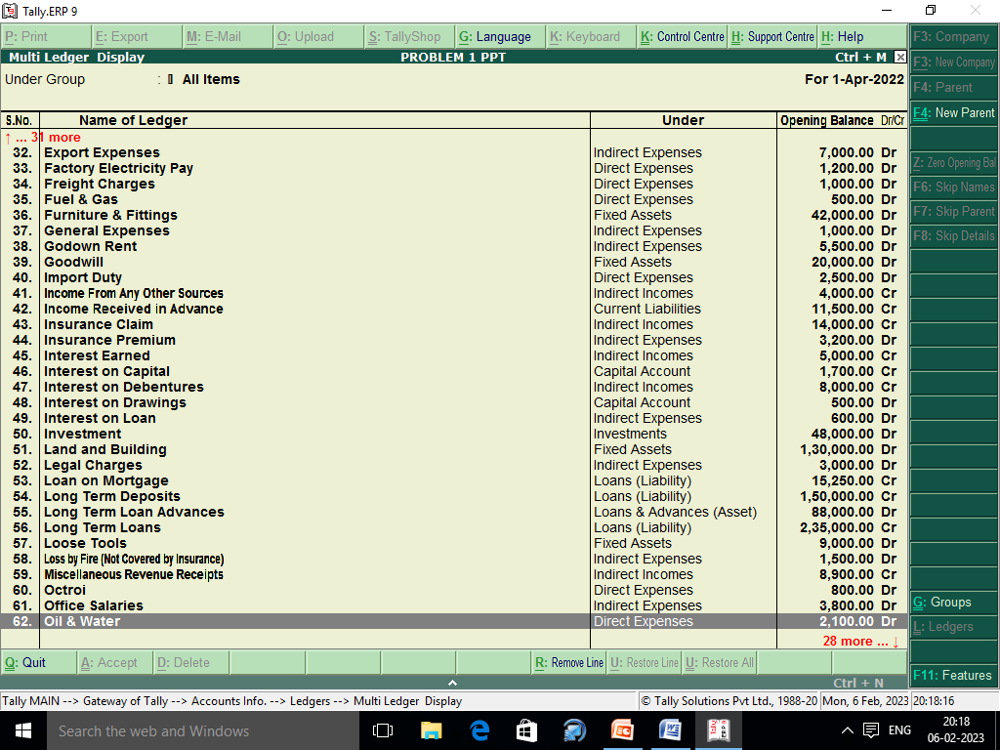 Tally.ERP 9
P: Print E: Export M: E-Mail O: Upload S: TallyShop G: Language K: Keyboard K: Control Centre H: Support Centre H: Help F3: Company
Multi Ledger Display PROBLEM 1 PPT Ctrl + M F3: New Company
Under Group : All Items For 1-Apr-2022 F4: Parent
F4: New Parent
S.No. Name of Ledger Under Opening Balance Dr/Cr
↑ ... 31 more
32. Export Expenses Indirect Expenses 7,000.00 Dr
33. Factory Electricity Pay Direct Expenses 1,200.00 Dr Z: Zero Opening Bal
34. Freight Charges Direct Expenses 1,000.00 Dr F6: Skip Names
35. Fuel & Gas Direct Expenses 500.00 Dr
36. Furniture & Fittings Fixed Assets 42,000.00 Dr F7: Skip Parent
37. General Expenses Indirect Expenses 1,000.00 Dr F8: Skip Details
38. Godown Rent Indirect Expenses 5,500.00 Dr
39. Goodwill Fixed Assets 20,000.00 Dr
40. Import Duty Direct Expenses 2,500.00 Dr
41. Income From Any Other Sources Indirect Incomes 4,000.00 Cr
42. Income Received in Advance Current Liabilities 11,500.00 Cr
43. Insurance Claim Indirect Incomes 14,000.00 Cr
44. Insurance Premium Indirect Expenses 3,200.00 Dr
45. Interest Earned Indirect Incomes 5,000.00 Cr
46. Interest on Capital Capital Account 1,700.00 Cr
47. Interest on Debentures Indirect Incomes 8,000.00 Cr
48. Interest on Drawings Capital Account 500.00 Dr
49. Interest on Loan Indirect Expenses 600.00 Dr
50. Investment Investments 48,000.00 Dr
51. Land and Building Fixed Assets 1,30,000.00 Dr
52. Legal Charges Indirect Expenses 3,000.00 Dr
53. Loan on Mortgage Loans (Liability) 15,250.00 Cr
54. Long Term Deposits Loans (Liability) 1,50,000.00 Cr
55. Long Term Loan Advances Loans & Advances (Asset) 88,000.00 Dr
56. Long Term Loans Loans (Liability) 2,35,000.00 Cr
57. Loose Tools Fixed Assets 9,000.00 Dr
58. Loss by Fire (Not Covered by Insurance) Indirect Expenses 1,500.00 Dr
59. Miscellaneous Revenue Receipts Indirect Incomes 8,900.00 Cr
60. Octroi Direct Expenses 800.00 Dr
61. Office Salaries Indirect Expenses 3,800.00 Dr G: Groups
62. Oil & Water Direct Expenses 2,100.00 Dr L: Ledgers
28 more ... ↓
Q: Quit A: Accept D: Delete R: Remove Line U: Restore Line U: Restore All F11: Features
Ctrl + N
Tally MAIN --> Gateway of Tally --> Accounts Info. --> Ledgers --> Multi Ledger Display © Tally Solutions Pvt Ltd., 1988-20 Mon, 6 Feb, 2023 20:18:16
Search the web and Windows ENG 20:18
06-02-2023